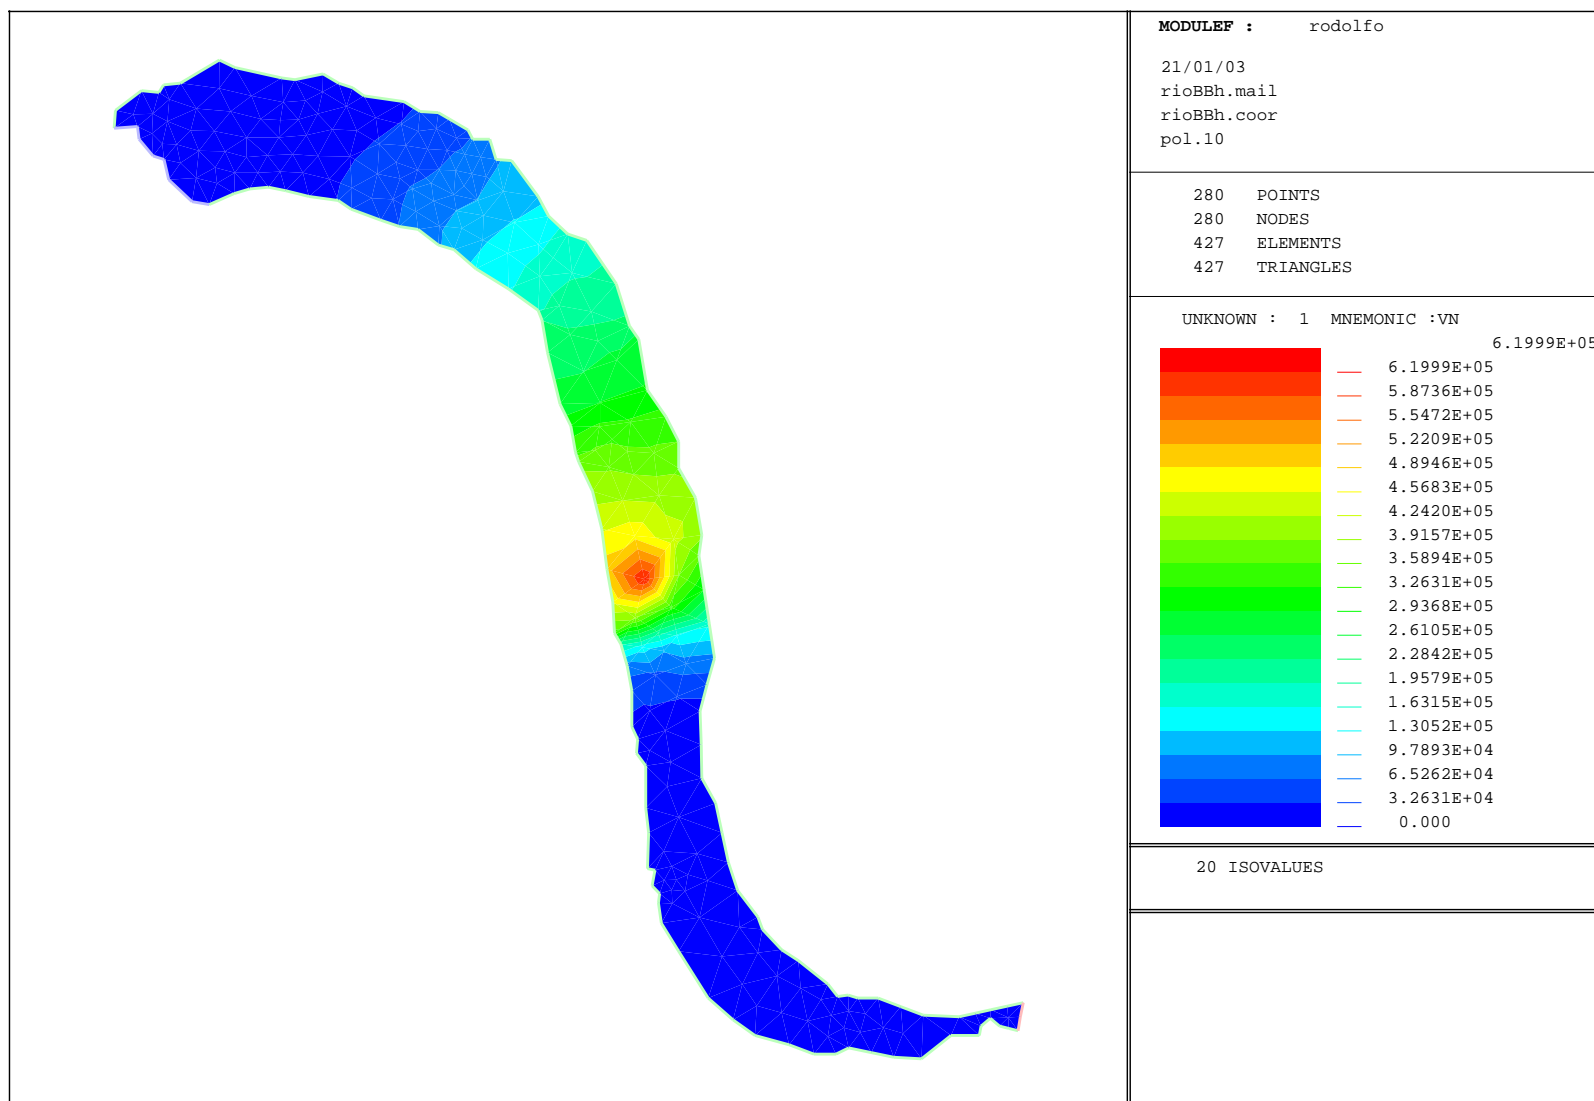 MODULEF : rodolfo
21/01/03
rioBBh.mail
rioBBh.coor
pol.10
280 POINTS
280 NODES
427 ELEMENTS
427 TRIANGLES
UNKNOWN : 1 MNEMONIC :VN
6.1999E+05
6.1999E+05
5.8736E+05
5.5472E+05
5.2209E+05
4.8946E+05
4.5683E+05
4.2420E+05
3.9157E+05
3.5894E+05
3.2631E+05
2.9368E+05
2.6105E+05
2.2842E+05
1.9579E+05
1.6315E+05
1.3052E+05
9.7893E+04
6.5262E+04
3.2631E+04
0.000
20 ISOVALUES